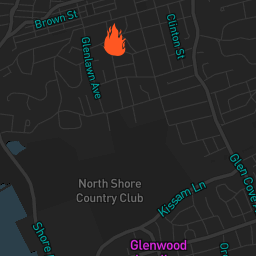 Brown St
Clinton St
Glenlawn Ave
Glen Cove A
North Shore
Country Club
Kissam Ln
Shore
Glenwood